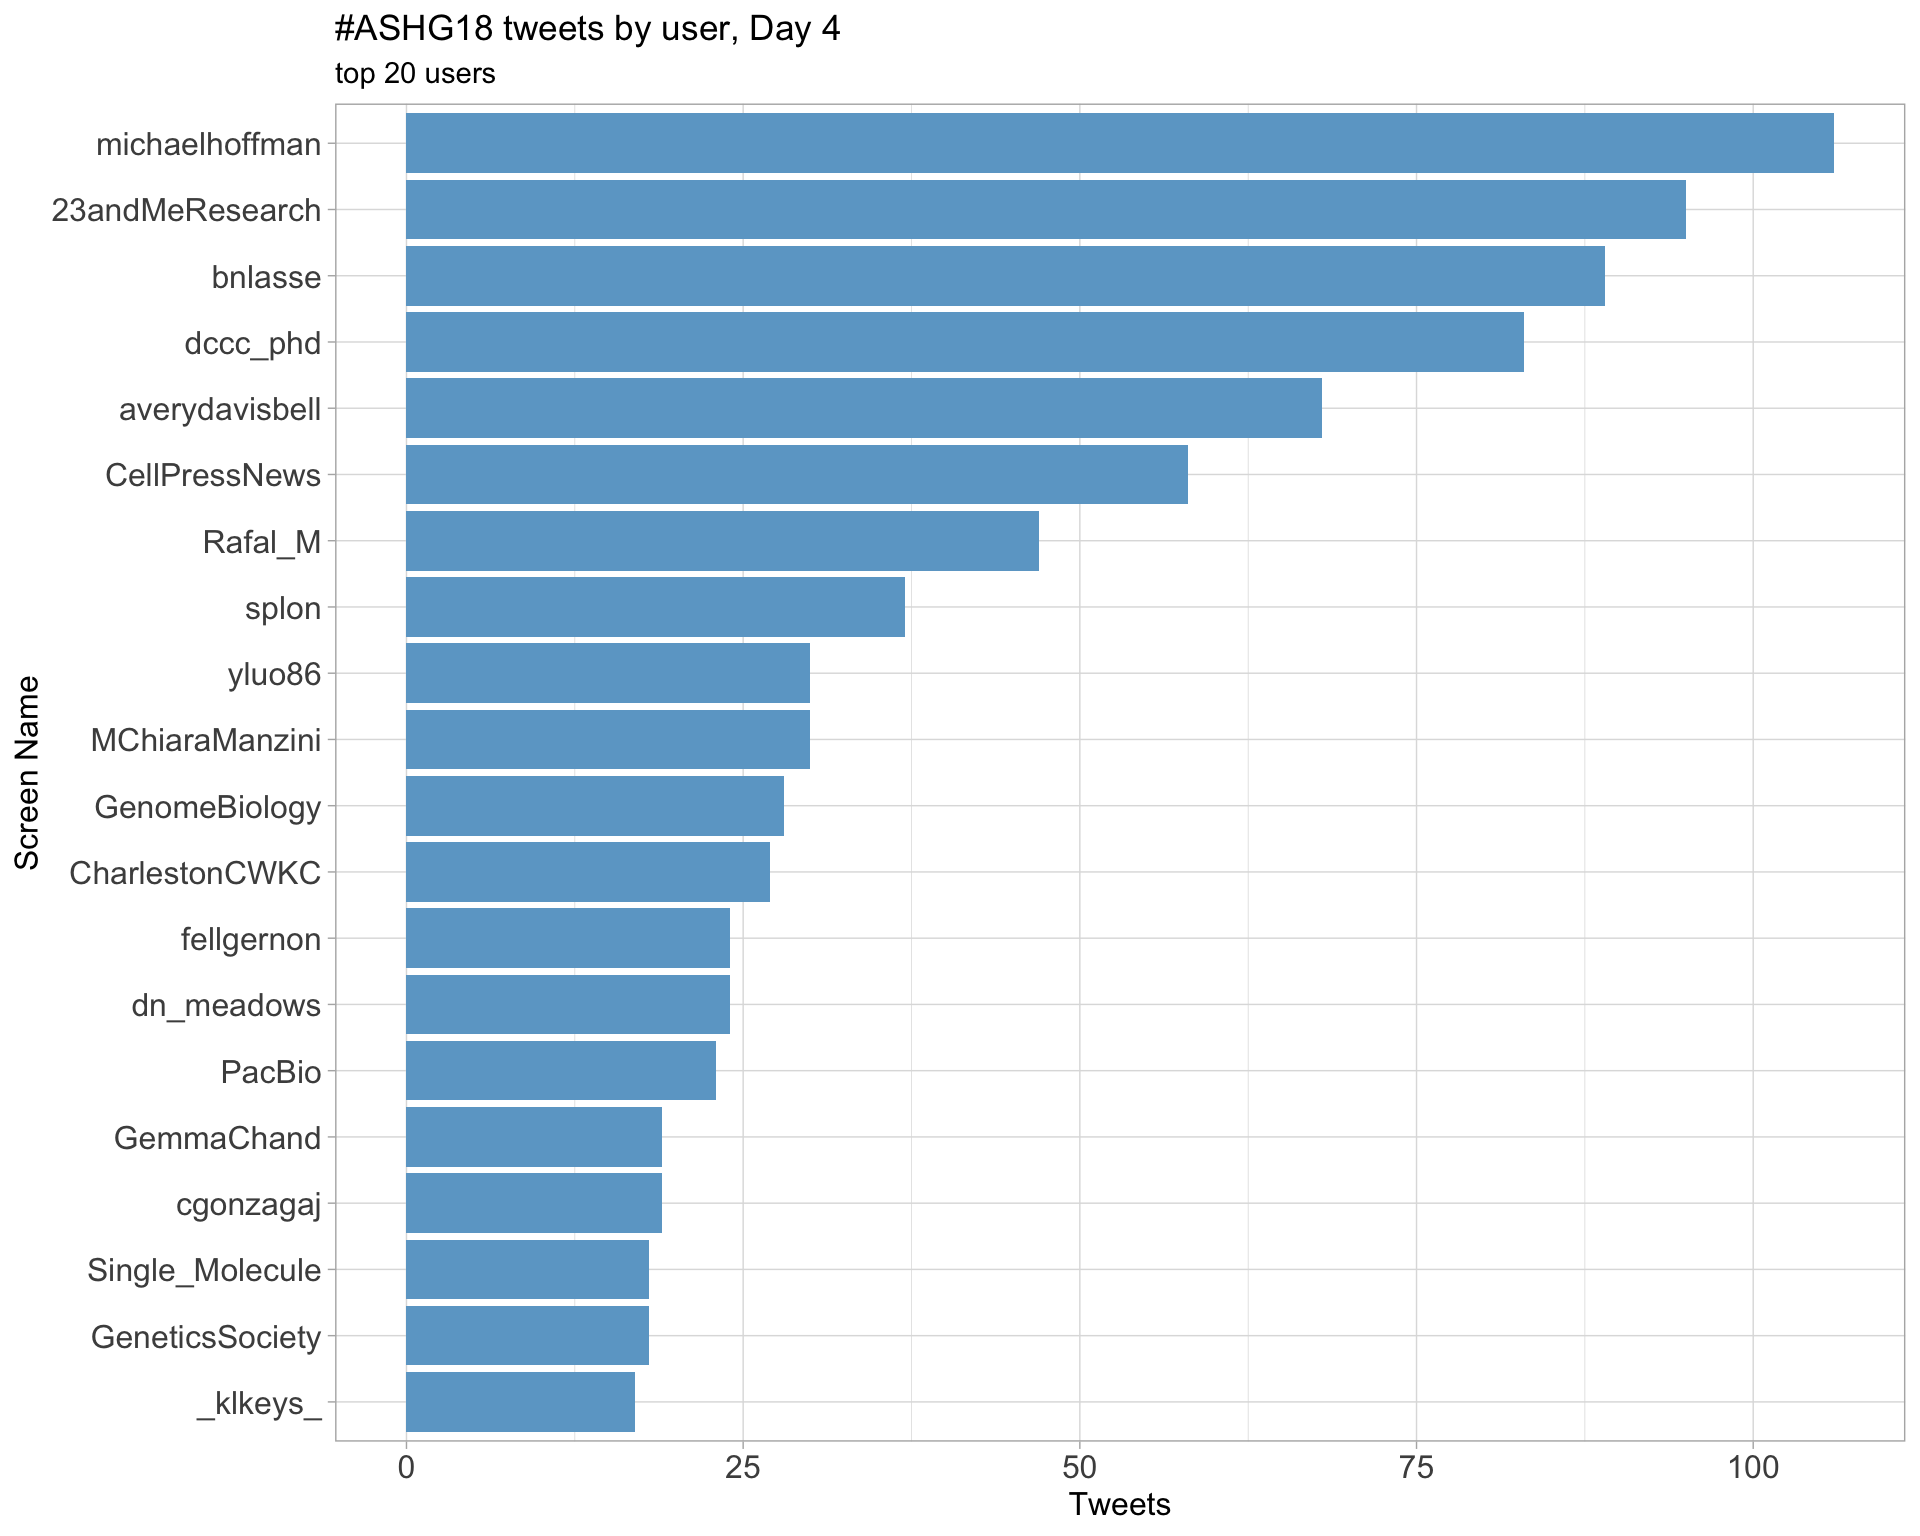 #ASHG18 tweets by user, Day 4
top 20 users
michaelhoffman
23andMeResearch
bnlasse
dccc_phd
averydavisbell
CellPressNews
Rafal_M
splon
yluo86
MChiaraManzini
GenomeBiology
CharlestonCWKC
fellgernon
dn_meadows
PacBio
GemmaChand
cgonzagaj
Single_Molecule
GeneticsSociety
_klkeys_
Screen Name
0 25 50 75 100
Tweets